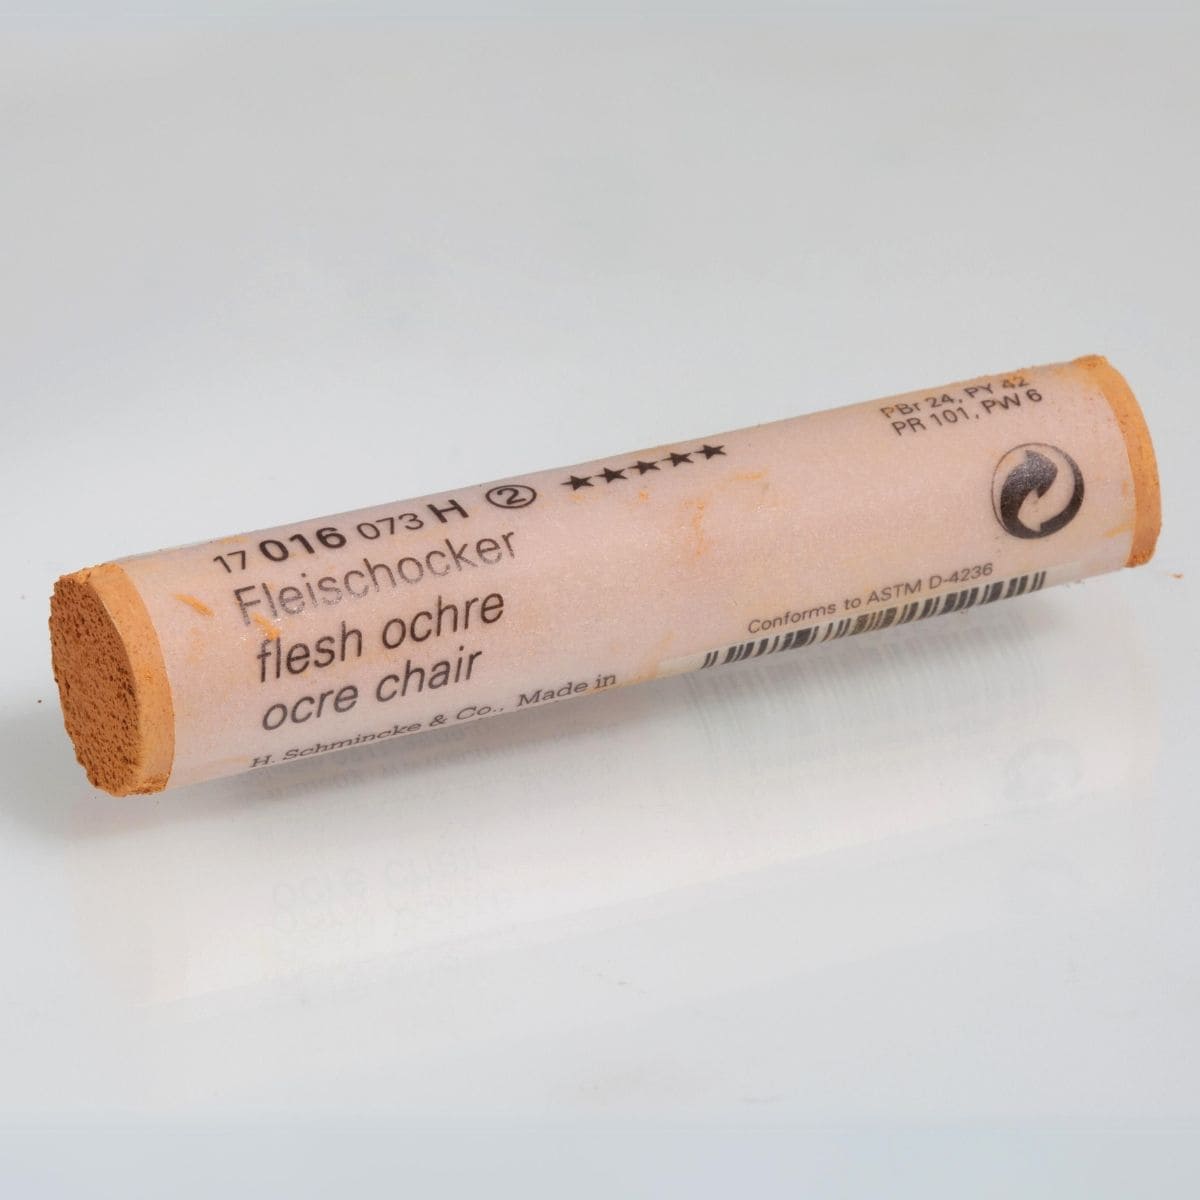 17 016 073 H ② ★★★★★
Fleischocker
flesh ochre
ocre chair
H. Schmincke & Co., Made in
PBr 24, PY 42
PR 101, PW 6
Conforms to ASTM D-4236